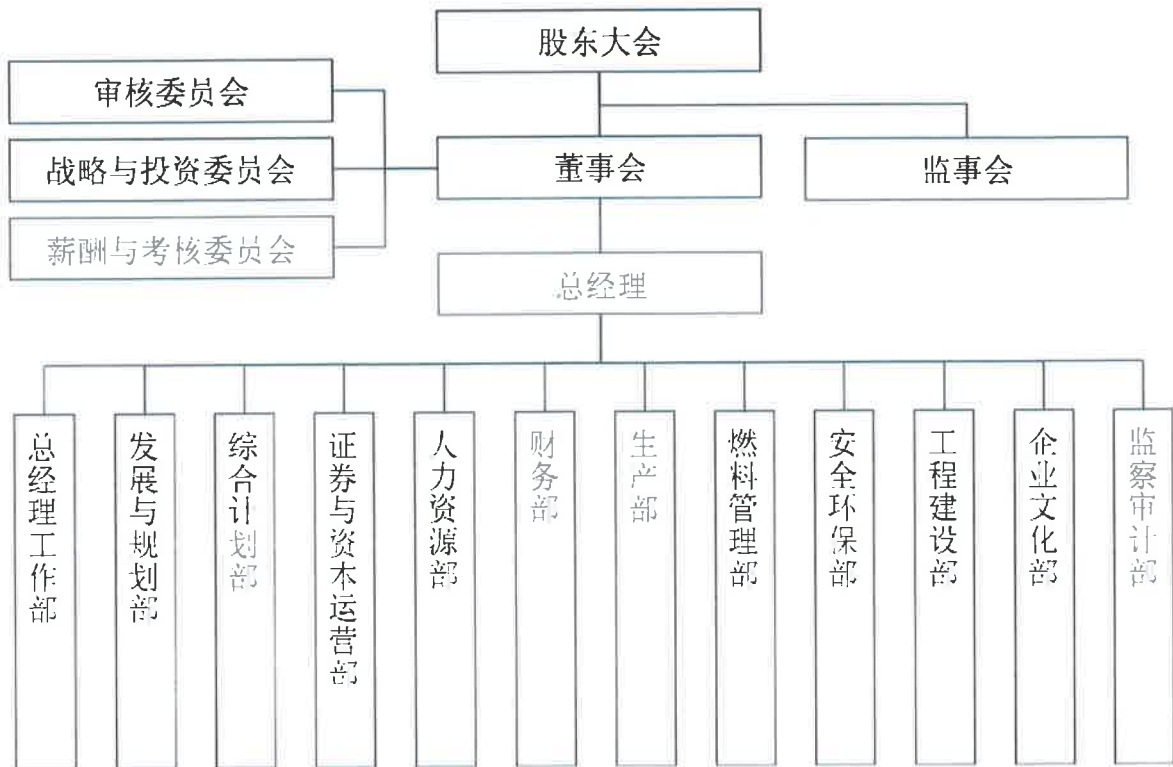 股东大会
审核委员会
战略与投资委员会
董事会
监事会
薪酬与考核委员会
总经理
总经理工作部
发展与规划部
综合计划部
证券与资本运营部
人力资源部
财务部
生产部
燃料管理部
安全环保部
工程建设部
企业文化部
监察审计部